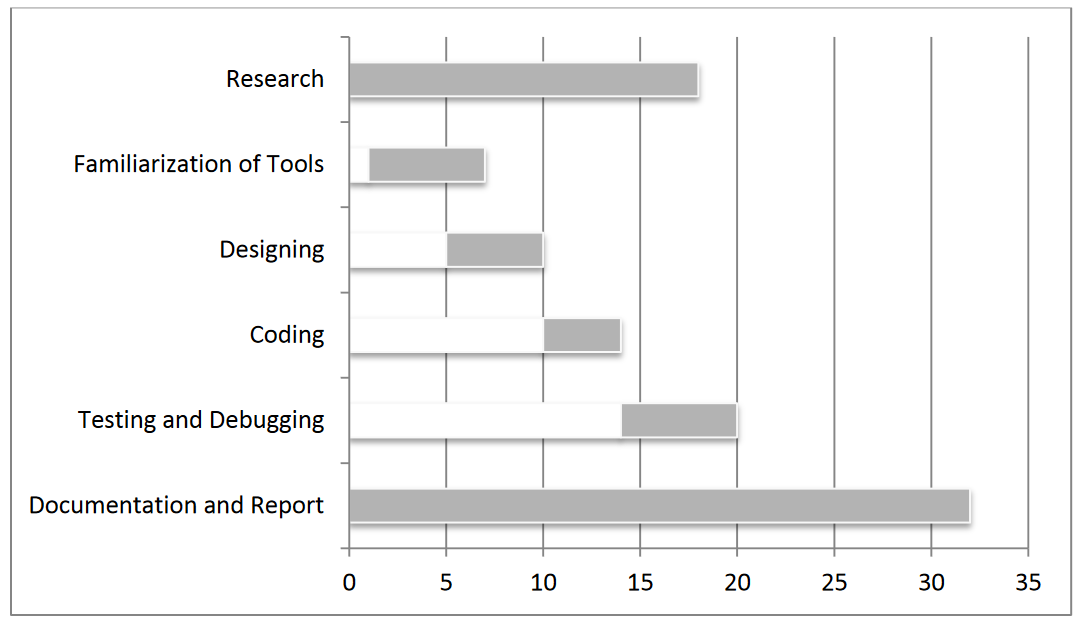 Research
Familiarization of Tools
Designing
Coding
Testing and Debugging
Documentation and Report
0 5 10 15 20 25 30 35